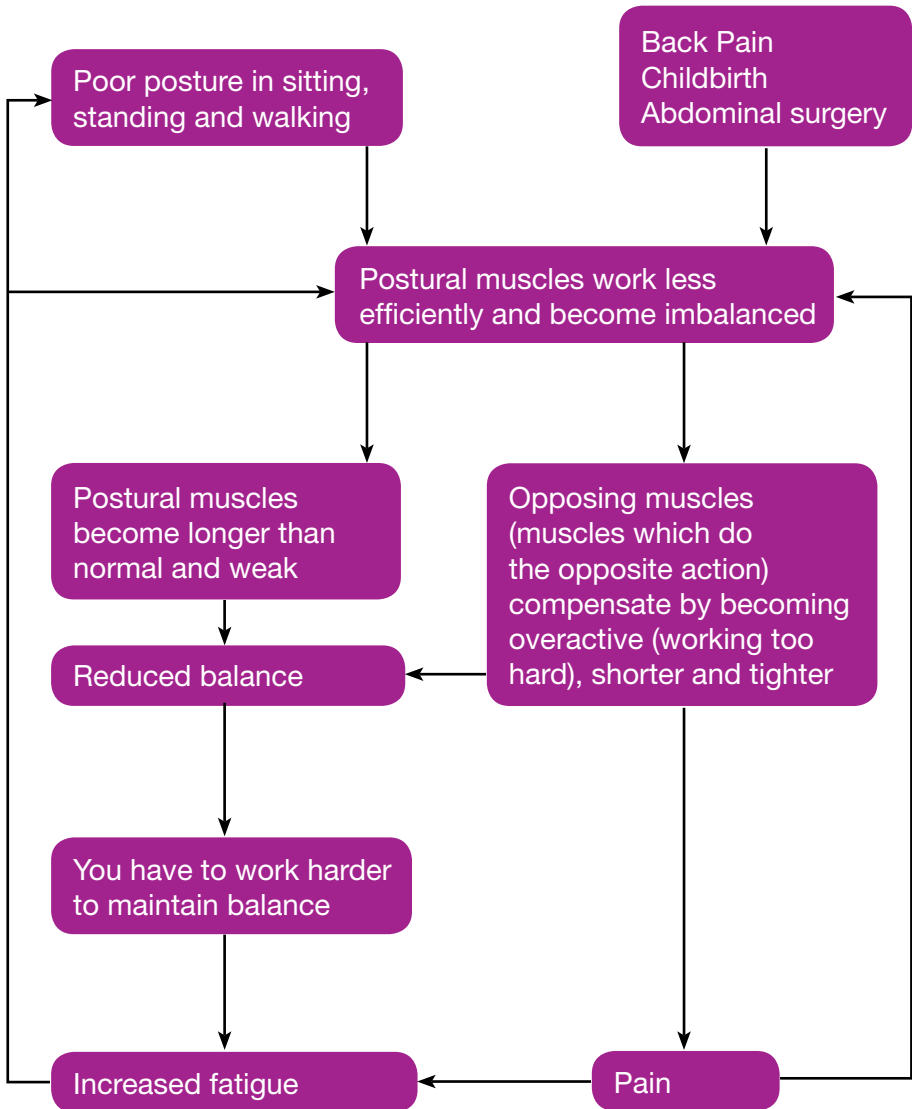 Poor posture in sitting,
standing and walking
Back Pain
Childbirth
Abdominal surgery
Postural muscles work less
efficiently and become imbalanced
Postural muscles
become longer than
normal and weak
Opposing muscles
(muscles which do
the opposite action)
compensate by becoming
overactive (working too
hard), shorter and tighter
Reduced balance
You have to work harder
to maintain balance
Increased fatigue
Pain